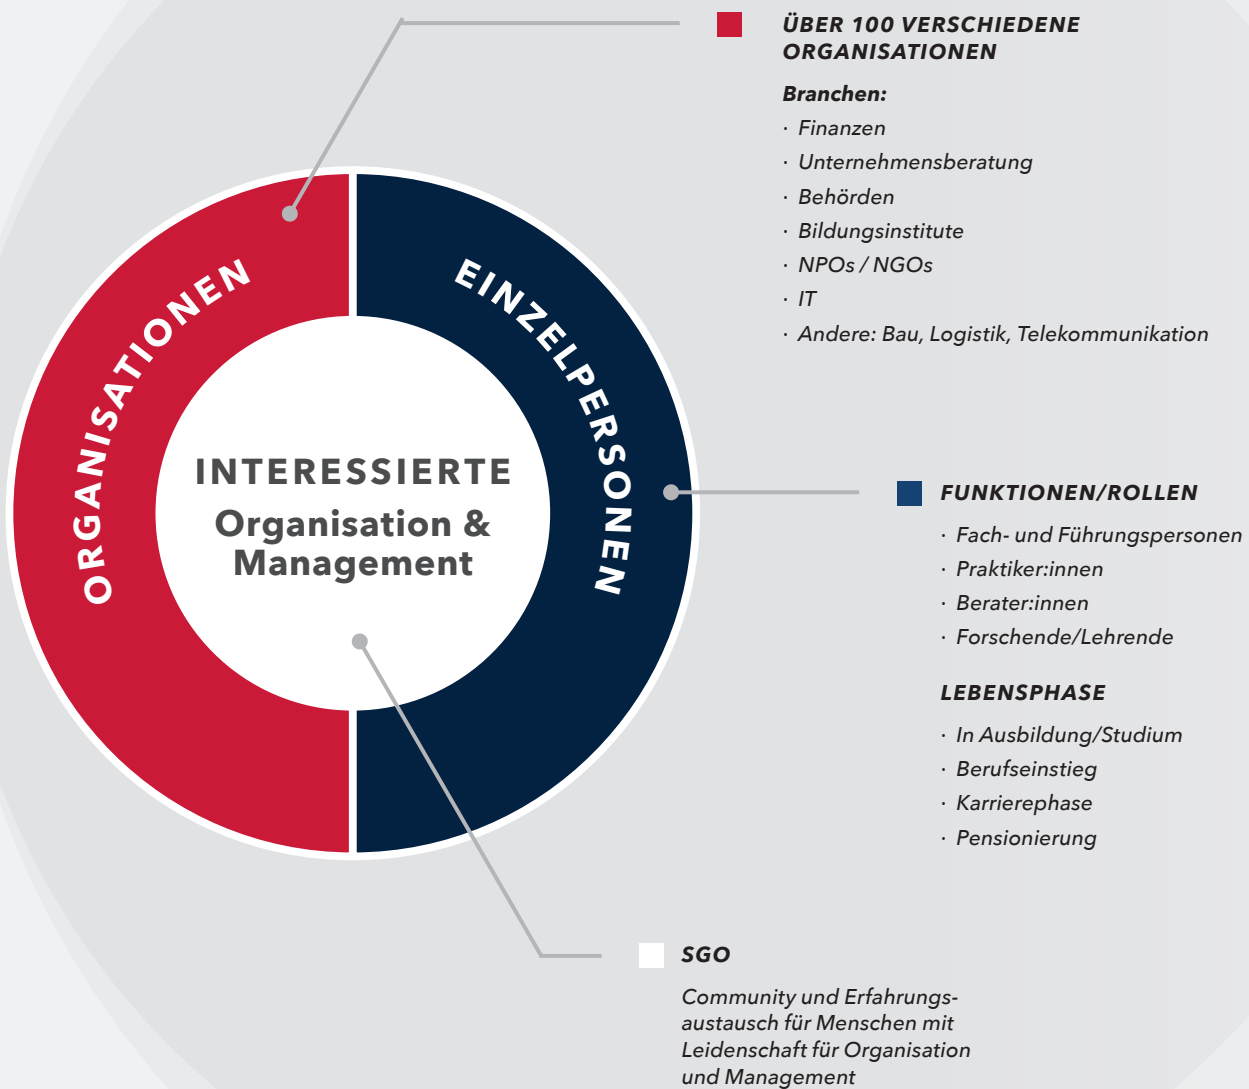 ÜBER 100 VERSCHIEDENE
ORGANISATIONEN
Branchen:
· Finanzen
· Unternehmensberatung
· Behörden
· Bildungsinstitute
· NPOs / NGOs
· IT
· Andere: Bau, Logistik, Telekommunikation
ORGANISATIONEN
EINZELPERSONEN
INTERESSIERTE
Organisation &
Management
FUNKTIONEN/ROLLEN
· Fach- und Führungspersonen
· Praktiker:innen
· Berater:innen
· Forschende/Lehrende
LEBENSPHASE
· In Ausbildung/Studium
· Berufseinstieg
· Karrierephase
· Pensionierung
SGO
Community und Erfahrungs-
austausch für Menschen mit
Leidenschaft für Organisation
und Management